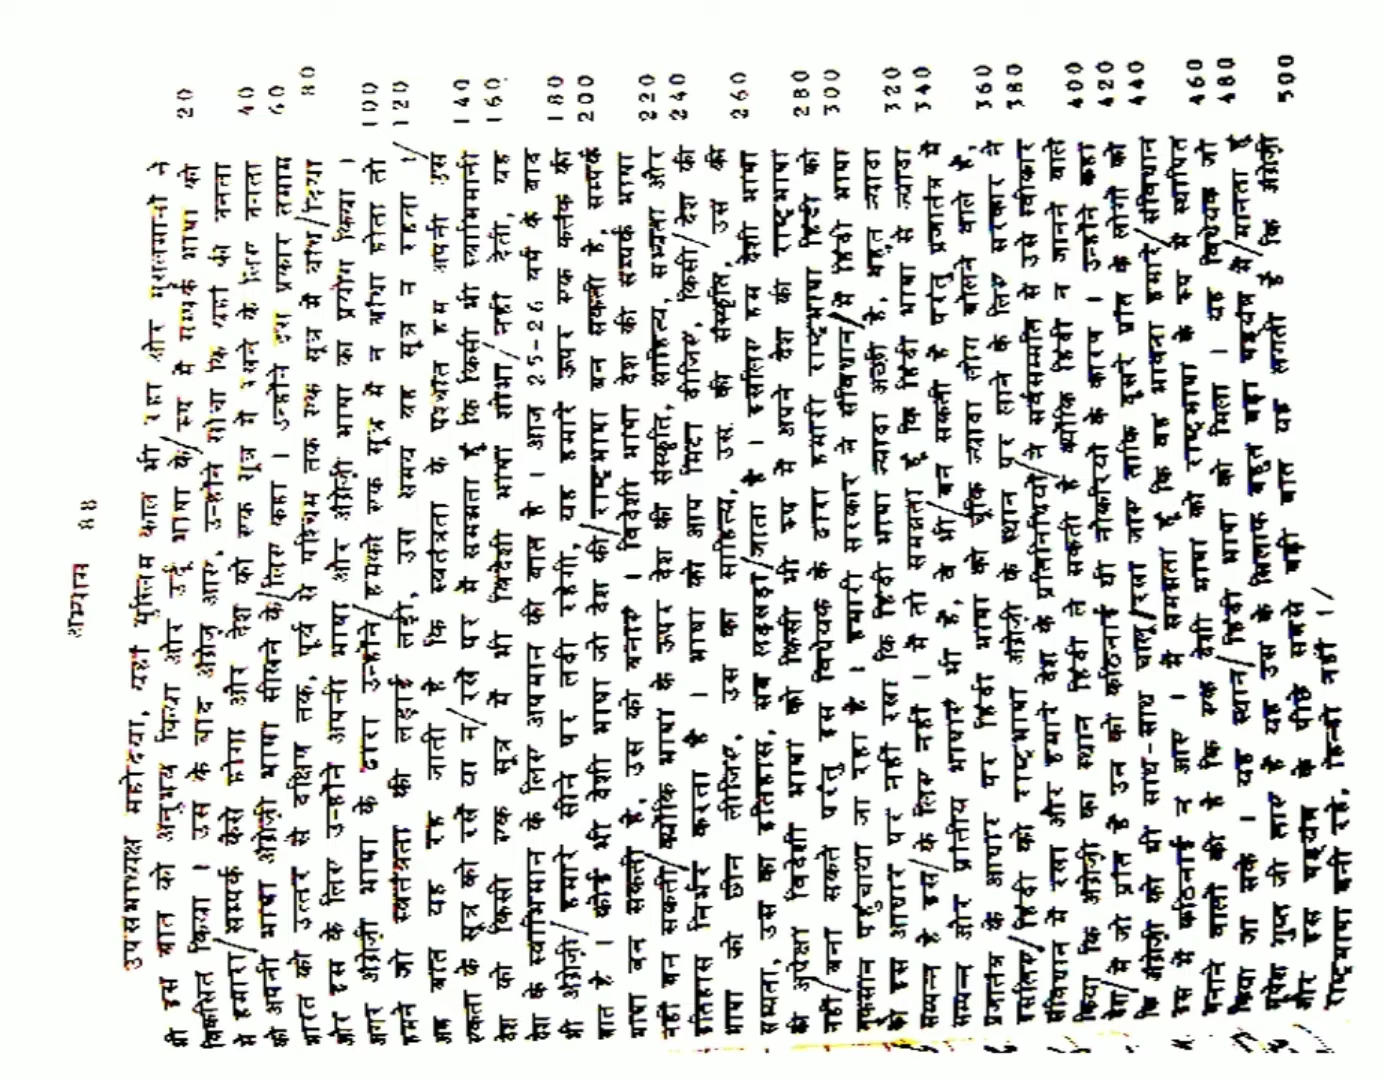 अभ्यास 88
उपसभाध्यक्ष महोदया, यहाँ मुस्लिम काल भी रहा और मुसलमानों ने
भी इस बात को अनुभव किया और उर्दू भाषा के/ रूप में सम्पर्क भाषा को 20
विकसित किया । उस के बाद अंग्रेज़ आए, उन्होंने सोचा कि यहाँ की जनता
से हमारा/ सम्पर्क कैसे होगा और देश को एक सूत्र में रखने के लिए जनता 40
को अपनी भाषा अंग्रेज़ी भाषा सीखने के/ लिए कहा । उन्होंने इस प्रकार तमाम 60
भारत को उत्तर से दक्षिण तक, पूर्व से पश्चिम तक एक सूत्र में बाँध/ दिया 80
और इस के लिए उन्होंने अपनी भाषा और अंग्रेज़ी भाषा का प्रयोग किया ।
अगर अंग्रेज़ी भाषा के द्वारा उन्होंने/ हमको एक सूत्र में न बाँधा होता तो 100
हमने जो स्वतंत्रता की लड़ाई लड़ी, उस समय यह सूत्र न रहता ।/ 120
अब बात यह रह जाती है कि स्वतंत्रता के पश्चात हम अपनी उस
एकता के सूत्र को रखें या न/ रखें पर मैं समझता हूँ कि किसी भी स्वाभिमानी 140
देश को किसी एक सूत्र में भी विदेशी भाषा शोभा/ नहीं देती, यह 160
देश के स्वाभिमान के लिए अपमान की बात है । आज 25-26 वर्ष के बाद
भी अंग्रेज़ी/ हमारे सीने पर लदी रहेगी, यह हमारे ऊपर एक कलंक की 180
बात है । कोई भी देशी भाषा जो देश की/ राष्ट्रभाषा बन सकती है, सम्पर्क 200
भाषा बन सकती है, उस को बनाएँ । विदेशी भाषा देश की सम्पर्क भाषा
नहीं बन सकती/ क्योंकि भाषा के ऊपर देश की संस्कृति, साहित्य, सभ्यता और 220
इतिहास निर्भर करता है । भाषा को आप मिटा दीजिए, किसी/ देश की 240
भाषा को छीन लीजिए, उस का साहित्य, उस की संस्कृति, उस की
सभ्यता, उस का इतिहास, सब लड़खड़ा/ जाता है । इसलिए हम देशी भाषा 260
की अपेक्षा विदेशी भाषा को किसी भी रूप में अपने देश की राष्ट्रभाषा
नहीं/ बना सकते परंतु इस विधेयक के द्वारा हमारी राष्ट्रभाषा हिंदी को 280
नुकसान पहुंचाया जा रहा है । हमारी सरकार ने संविधान/ में हिंदी भाषा 300
को इस आधार पर नहीं रखा कि हिंदी भाषा ज्यादा अच्छी है, बहुत ज्यादा
सम्पन्न है इस/ के लिए नहीं । मैं तो समझता हूँ कि हिंदी भाषा से ज्यादा 320
सम्पन्न और प्रांतीय भाषाएँ भी हैं, वे भी/ बन सकती हैं परंतु प्रजातंत्र में 340
प्रजातंत्र के आधार पर हिंदी भाषा को चूंकि ज्यादा लोग बोलने वाले हैं,
इसलिए/ हिंदी को राष्ट्रभाषा अंग्रेज़ी के स्थान पर लाने के लिए सरकार ने 360
संविधान में रखा और हमारे देश के प्रतिनिधियों/ ने सर्वसम्मति से उसे स्वीकार 380
किया कि अंग्रेज़ी का स्थान हिंदी ले सकती है क्योंकि हिंदी न जानने वाले
देश/ में जो प्रांत हैं उन को कठिनाई थी नौकरियों के कारण । उन्होंने कहा 400
कि अंग्रेज़ी को भी साथ-साथ चालू/ रखा जाए ताकि दूसरे प्रांत के लोगों को 420
इस में कठिनाई न आए । मैं समझता हूँ कि वह भावना हमारे/ संविधान 440
बनाने वालों की है कि एक देशी भाषा को राष्ट्रभाषा के रूप में स्थापित
किया जा सके । यह स्थान/ हिंदी भाषा को मिला । यह विधेयक जो 460
भूपेश गुप्त जी लाए हैं यह उस के खिलाफ बहुत बड़ा षड्यंत्र मैं/ मानता हूँ 480
और इस षड्यंत्र के पीछे सबसे बड़ी बात यह लगती है कि अंग्रेज़ी
राष्ट्रभाषा बनी रहे, हिन्दी नहीं ।/ 500